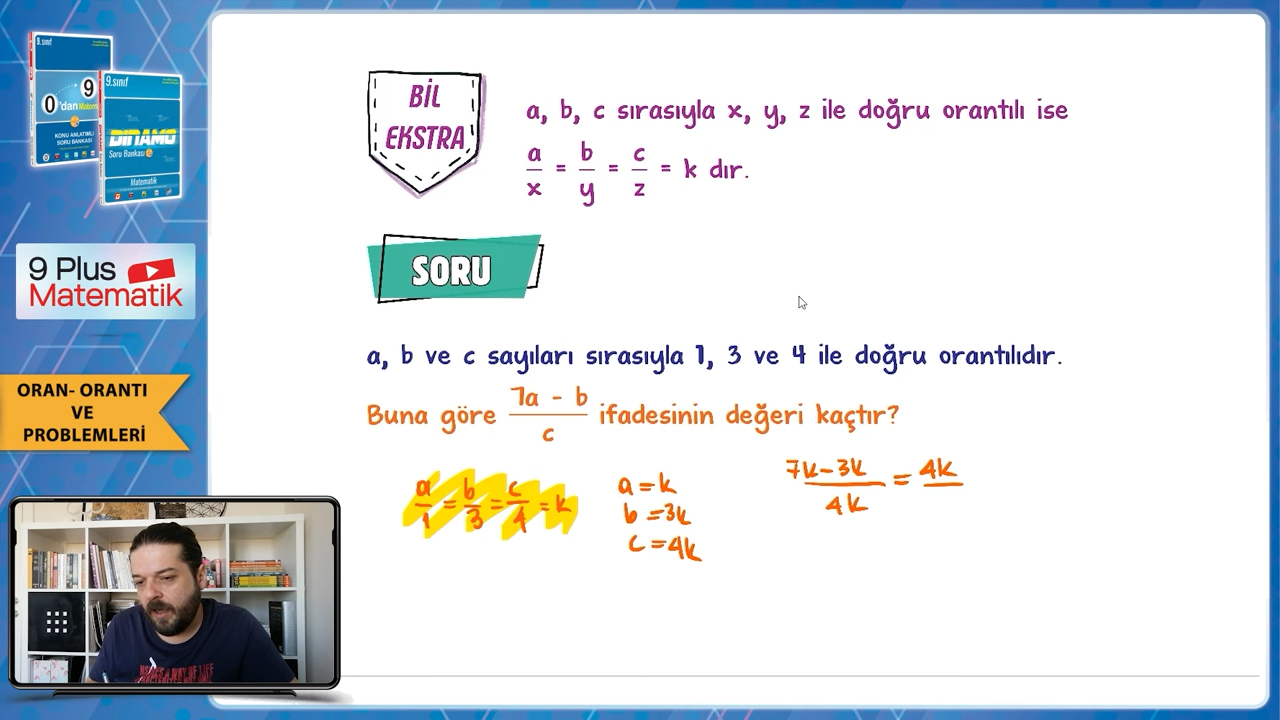 9.sınıf
0'dan 9 Matem
KONU ANLATIMLI
SORU BANKASI
9.sınıf
DİNAMO
Soru Bankası
Matematik
9 Plus
Matematik
ORAN- ORANTI
VE
PROBLEMLERİ
BİL
EKSTRA
a, b, c sırasıyla x, y, z ile doğru orantılı ise
a/x = b/y = c/z = k dır.
SORU
a, b ve c sayıları sırasıyla 1, 3 ve 4 ile doğru orantılıdır.
Buna göre (7a - b)/c ifadesinin değeri kaçtır?
a/1 = b/3 = c/4 = k
a = k
b = 3k
c = 4k
(7k - 3k)/4k = 4k/